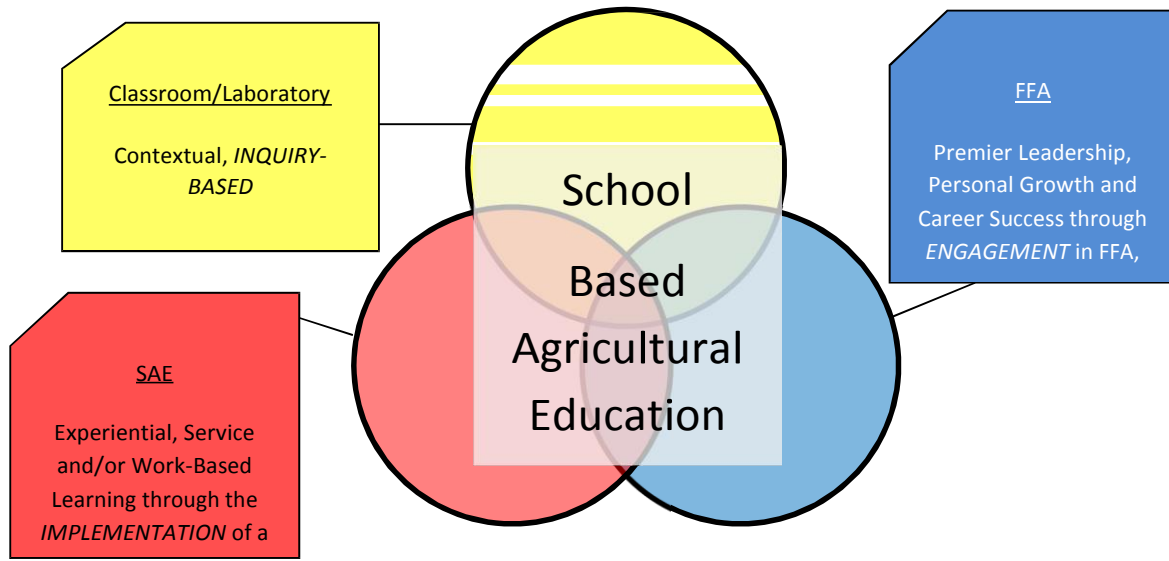 Classroom/Laboratory
Contextual, INQUIRY-
BASED
School
Based
Agricultural
Education
FFA
Premier Leadership,
Personal Growth and
Career Success through
ENGAGEMENT in FFA,
SAE
Experiential, Service
and/or Work-Based
Learning through the
IMPLEMENTATION of a